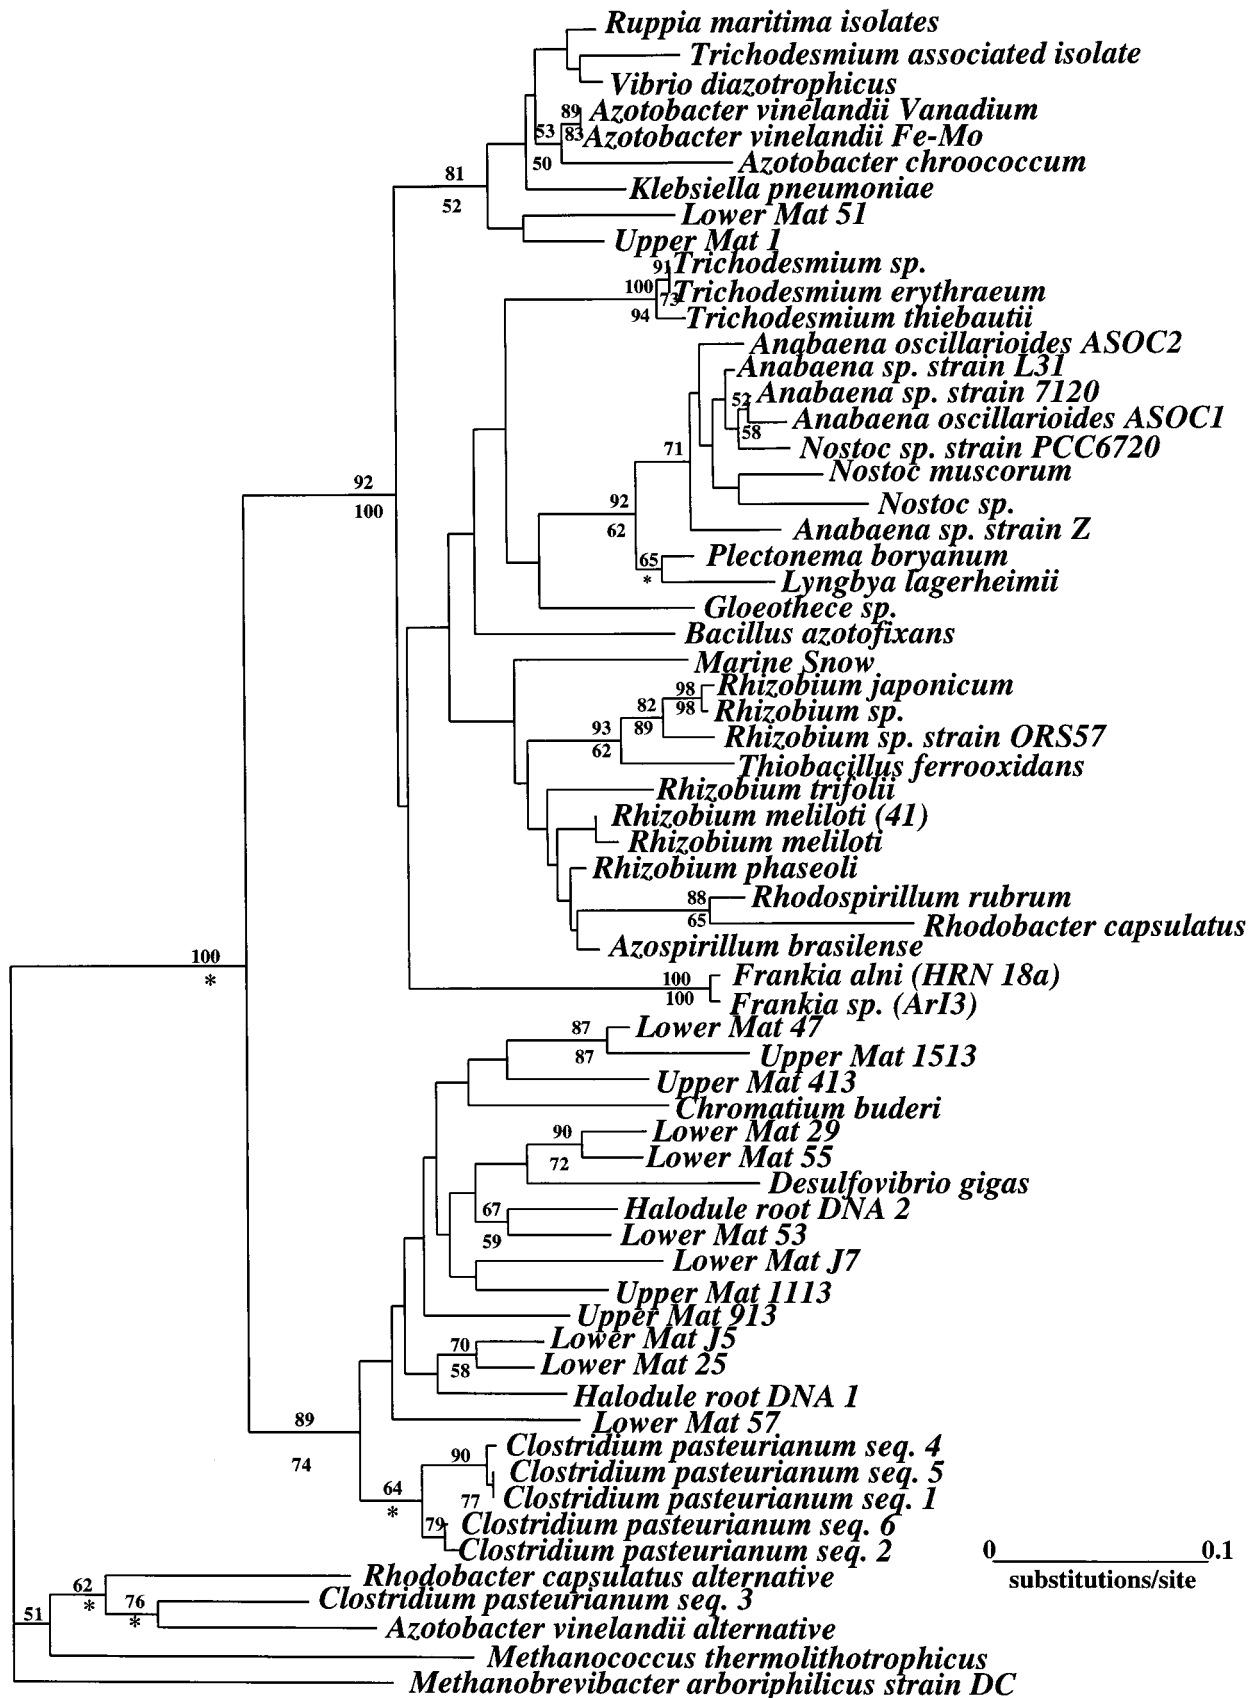 Ruppia maritima isolates
Trichodesmium associated isolate
Vibrio diazotrophicus
89 Azotobacter vinelandii Vanadium
53 83 Azotobacter vinelandii Fe-Mo
50 Azotobacter chroococcum
81 Klebsiella pneumoniae
52 Lower Mat 51
Upper Mat 1
91 Trichodesmium sp.
100 73 Trichodesmium erythraeum
94 Trichodesmium thiebautii
Anabaena oscillarioides ASOC2
Anabaena sp. strain L31
52 Anabaena sp. strain 7120
Anabaena oscillarioides ASOC1
58
71 Nostoc sp. strain PCC6720
Nostoc muscorum
92
100
92 Nostoc sp.
62 Anabaena sp. strain Z
65 Plectonema boryanum
* Lyngbya lagerheimii
Gloeothece sp.
Bacillus azotofixans
Marine Snow
98 Rhizobium japonicum
82 98 Rhizobium sp.
93 89 Rhizobium sp. strain ORS57
62 Thiobacillus ferrooxidans
Rhizobium trifolii
Rhizobium meliloti (41)
Rhizobium meliloti
Rhizobium phaseoli
88 Rhodospirillum rubrum
65 Rhodobacter capsulatus
Azospirillum brasilense
100
*
100 Frankia alni (HRN 18a)
100 Frankia sp. (ArI3)
87 Lower Mat 47
87 Upper Mat 1513
Upper Mat 413
Chromatium buderi
90 Lower Mat 29
72 Lower Mat 55
Desulfovibrio gigas
67 Halodule root DNA 2
59 Lower Mat 53
Lower Mat J7
Upper Mat 1113
Upper Mat 913
70 Lower Mat J5
58 Lower Mat 25
Halodule root DNA 1
89 Lower Mat 57
74
90 Clostridium pasteurianum seq. 4
Clostridium pasteurianum seq. 5
64 77 Clostridium pasteurianum seq. 1
*
79 Clostridium pasteurianum seq. 6
Clostridium pasteurianum seq. 2
0 0.1
substitutions/site
62 Rhodobacter capsulatus alternative
*
76 Clostridium pasteurianum seq. 3
*
51 Azotobacter vinelandii alternative
Methanococcus thermolithotrophicus
Methanobrevibacter arboriphilicus strain DC